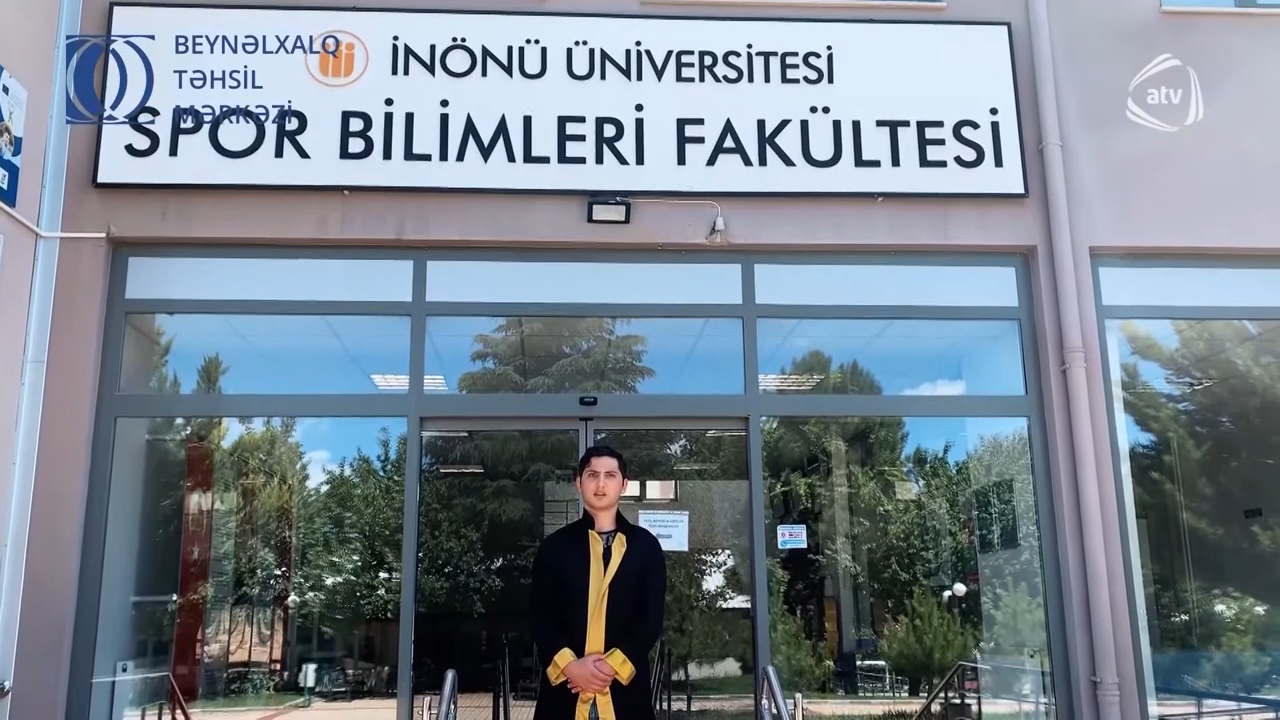 BEYNƏLXALQ
TƏHSİL
MƏRKƏZİ
İNÖNÜ ÜNİVERSİTESİ
SPOR BİLİMLERİ FAKÜLTESİ
atv